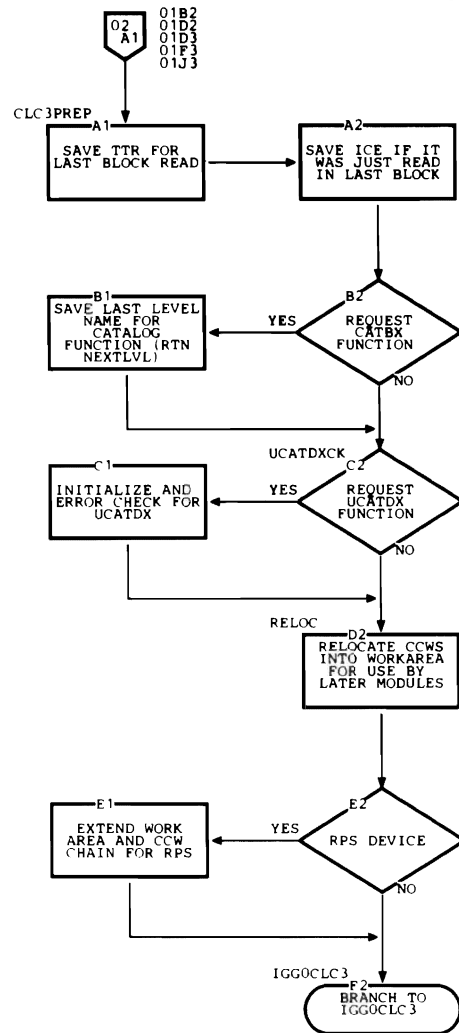 02
A1
01B2
01D2
01D3
01F3
01J3
CLC3PREP
A1
SAVE TTR FOR
LAST BLOCK READ
A2
SAVE ICE IF IT
WAS JUST READ
IN LAST BLOCK
B1
SAVE LAST LEVEL
NAME FOR
CATALOG
FUNCTION (RTN
NEXTLVL)
YES
B2
REQUEST
CATBX
FUNCTION
NO
UCATDXCK
C1
INITIALIZE AND
ERROR CHECK FOR
UCATDX
YES
C2
REQUEST
UCATDX
FUNCTION
NO
RELOC
D2
RELOCATE CCWS
INTO WORKAREA
FOR USE BY
LATER MODULES
E1
EXTEND WORK
AREA AND CCW
CHAIN FOR RPS
YES
E2
RPS DEVICE
NO
IGG0CLC3
F2
BRANCH TO
IGG0CLC3